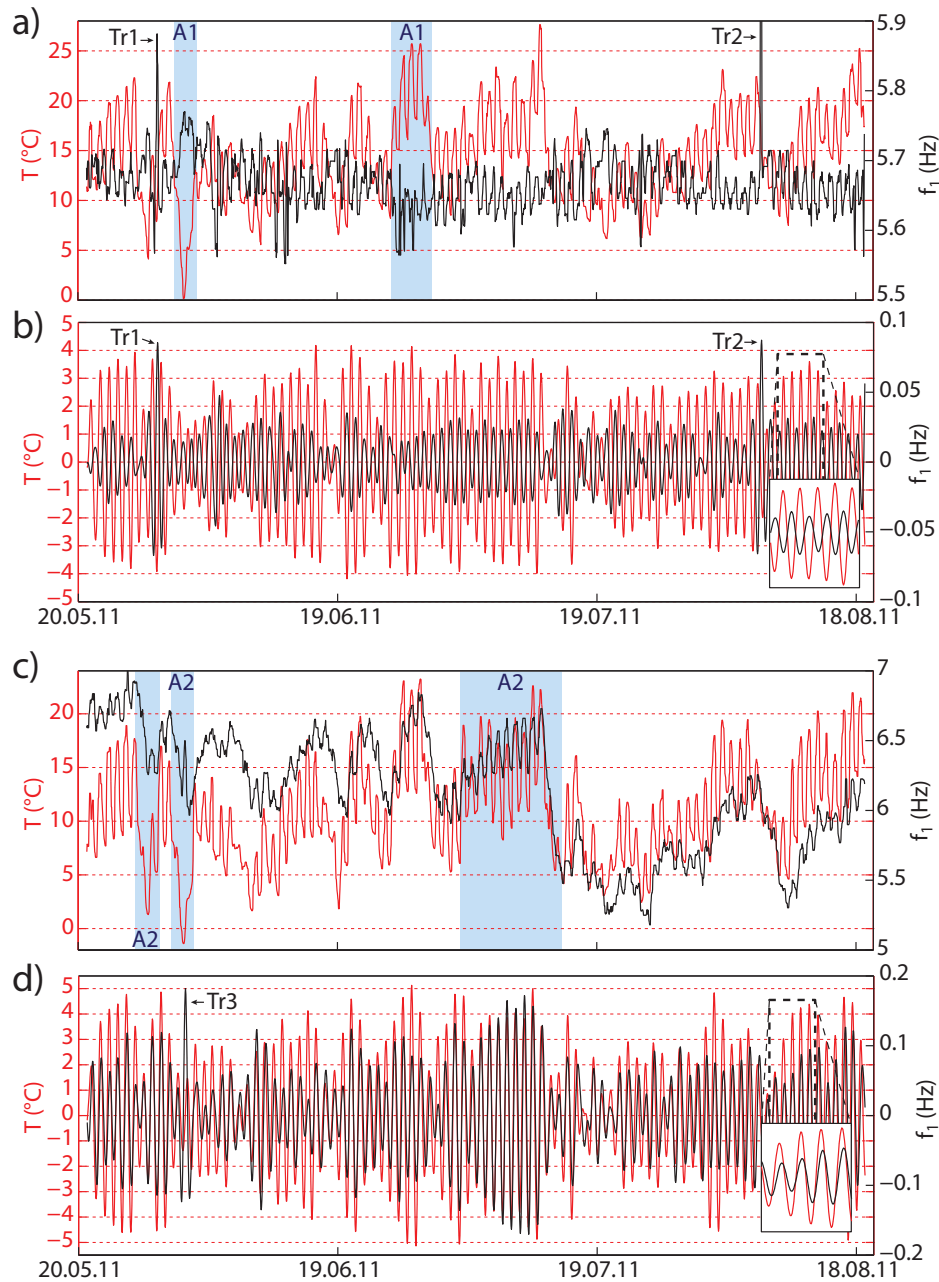 a)
Tr1
A1
A1
Tr2
25
20
15
10
5
0
T (°C)
5.9
5.8
5.7
5.6
5.5
f1 (Hz)
b)
Tr1
Tr2
5
4
3
2
1
0
−1
−2
−3
−4
−5
T (°C)
0.1
0.05
0
−0.05
−0.1
f1 (Hz)
20.05.11 19.06.11 19.07.11 18.08.11
c)
A2
A2
A2
20
15
10
5
0
T (°C)
7
6.5
6
5.5
5
f1 (Hz)
d)
Tr3
5
4
3
2
1
0
−1
−2
−3
−4
−5
T (°C)
0.2
0.1
0
−0.1
−0.2
f1 (Hz)
20.05.11 19.06.11 19.07.11 18.08.11